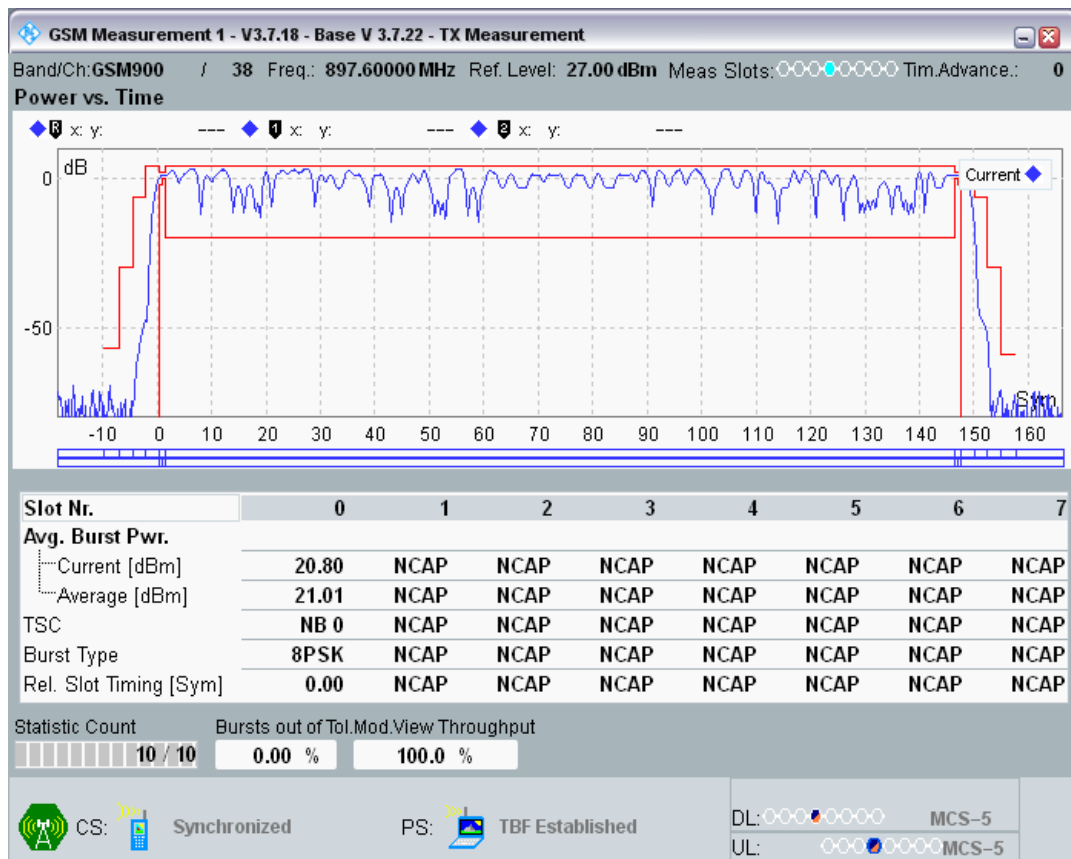 GSM Measurement 1 - V3.7.18 - Base V 3.7.22 - TX Measurement
Band/Ch:GSM900 / 38 Freq.: 897.60000 MHz Ref. Level: 27.00 dBm Meas Slots: Tim.Advance.: 0
Power vs. Time
R x: y: --- 1 x: y: --- 2 x: y: ---
dB
Current
0
-50
Sym
-10 0 10 20 30 40 50 60 70 80 90 100 110 120 130 140 150 160
Slot Nr. 0 1 2 3 4 5 6 7
Avg. Burst Pwr.
Current [dBm] 20.80 NCAP NCAP NCAP NCAP NCAP NCAP NCAP
Average [dBm] 21.01 NCAP NCAP NCAP NCAP NCAP NCAP NCAP
TSC NB 0 NCAP NCAP NCAP NCAP NCAP NCAP NCAP
Burst Type 8PSK NCAP NCAP NCAP NCAP NCAP NCAP NCAP
Rel. Slot Timing [Sym] 0.00 NCAP NCAP NCAP NCAP NCAP NCAP NCAP
Statistic Count Bursts out of Tol.Mod.View Throughput
10 / 10 0.00 % 100.0 %
CS: Synchronized PS: TBF Established DL: MCS-5
UL: MCS-5